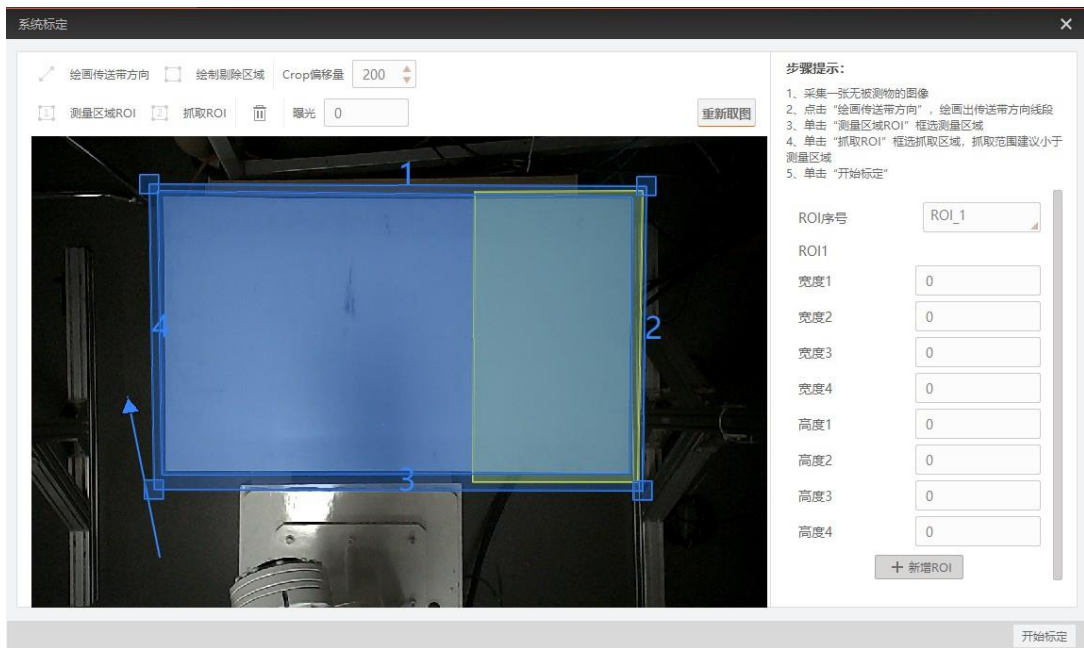 系统标定
绘画传送带方向 绘制剔除区域 Crop偏移量 200
1 测量区域ROI 2 抓取ROI 曝光 0 重新取图
1
4
2
3
步骤提示：
1、采集一张无被测物的图像
2、点击“绘画传送带方向”，绘画出传送带方向线段
3、单击“测量区域ROI”框选测量区域
4、单击“抓取ROI”框选抓取区域，抓取范围建议小于
测量区域
5、单击“开始标定”
ROI序号 ROI_1
ROI1
宽度1 0
宽度2 0
宽度3 0
宽度4 0
高度1 0
高度2 0
高度3 0
高度4 0
新增ROI
开始标定